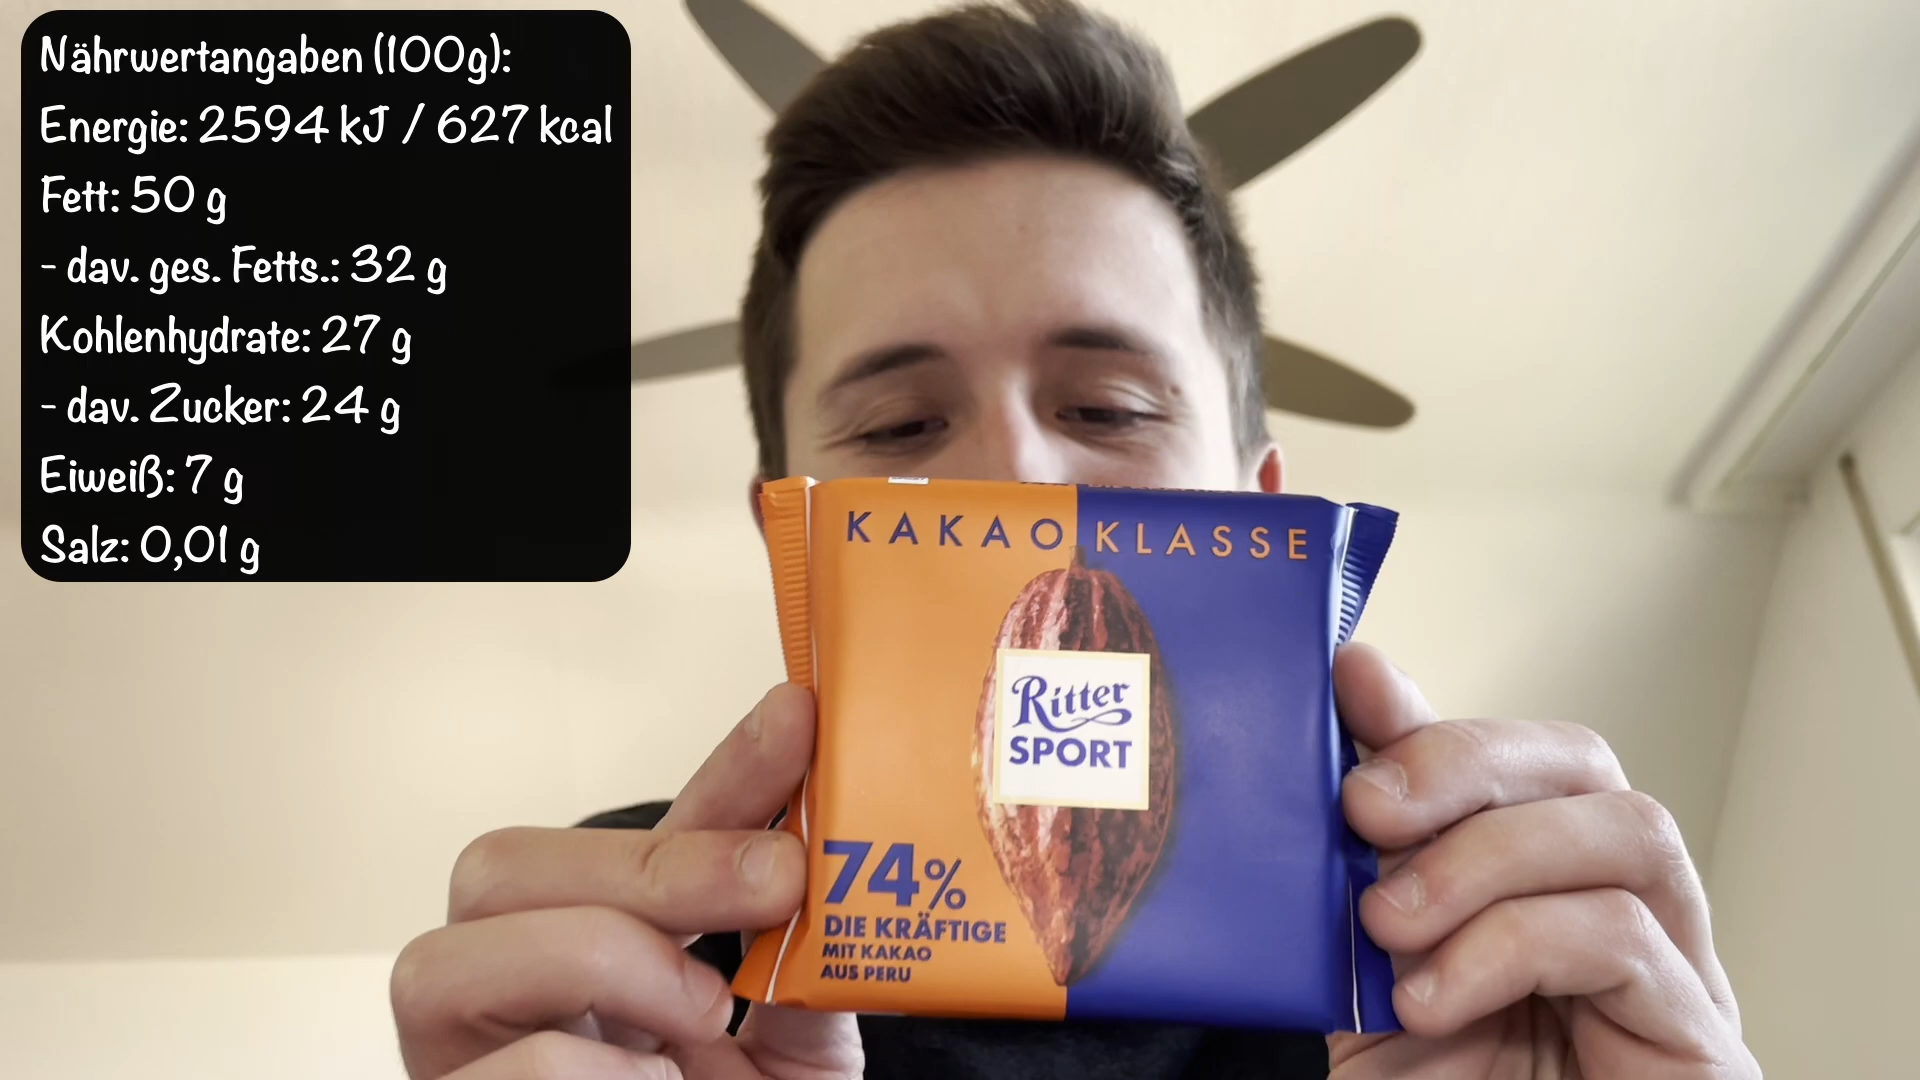 Nährwertangaben (100g):
Energie: 2594 kJ / 627 kcal
Fett: 50 g
- dav. ges. Fetts.: 32 g
Kohlenhydrate: 27 g
- dav. Zucker: 24 g
Eiweiß: 7 g
Salz: 0,01 g
KAKAO KLASSE
Ritter
SPORT
74%
DIE KRÄFTIGE
MIT KAKAO
AUS PERU